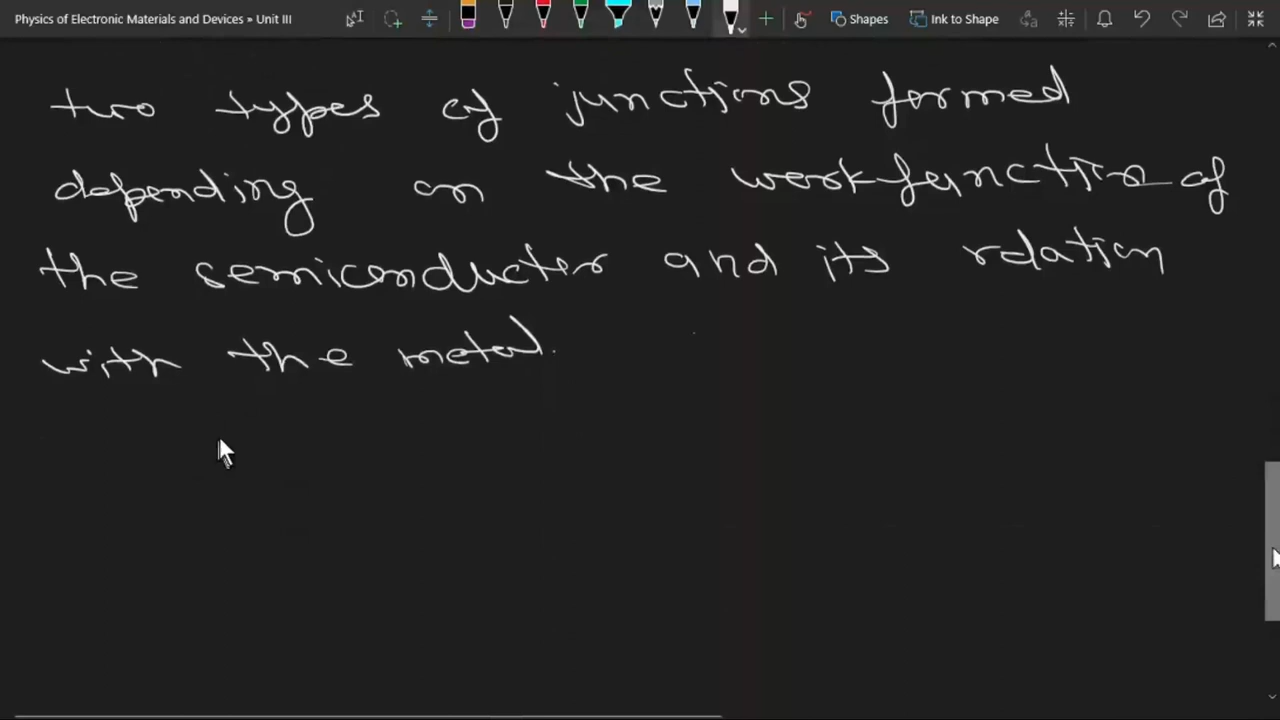 Physics of Electronic Materials and Devices » Unit III
Shapes
Ink to Shape
two types of junctions formed
depending on the workfunction of
the semiconductor and its relation
with the metal.